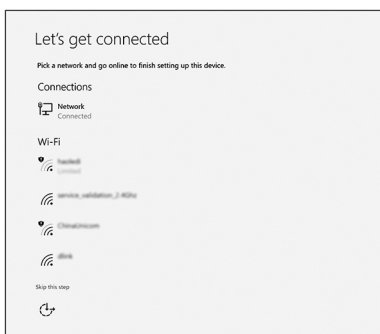 Let's get connected
Pick a network and go online to finish setting up this device.
Connections
Network
Connected
Wi-Fi
Limited
service_validation_2.4Ghz
ChinaUnicom
dlink
Skip this step